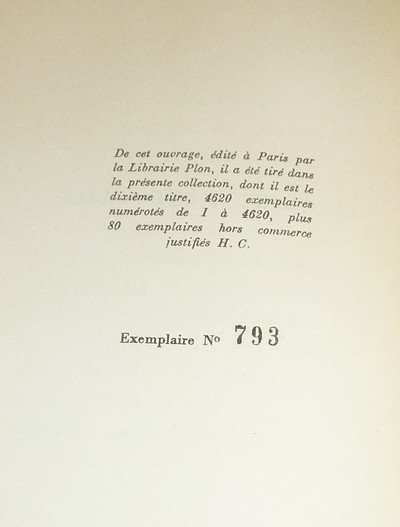 De cet ouvrage, édité à Paris par
la Librairie Plon, il a été tiré dans
la présente collection, dont il est le
dixième titre, 4620 exemplaires
numérotés de I à 4620, plus
80 exemplaires hors commerce
justifiés H. C.
Exemplaire Nº 793